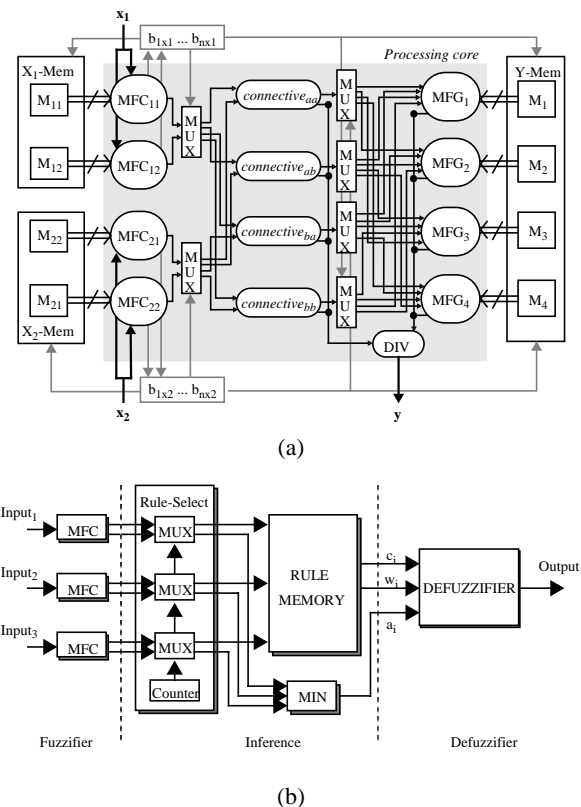 x1
b1x1 ... bnx1
Processing core
X1-Mem
Y-Mem
M11
MFC11
MUX
connectiveaa
MUX
MFG1
M1
M12
MFC12
connectiveab
MUX
MFG2
M2
M22
MFC21
MUX
connectiveba
MUX
MFG3
M3
M21
MFC22
connectivebb
MUX
MFG4
M4
X2-Mem
DIV
b1x2 ... bnx2
x2
y
(a)
Rule-Select
Input1
MFC
MUX
Input2
MFC
MUX
RULE
MEMORY
ci
wi
ai
DEFUZZIFIER
Output
Input3
MFC
MUX
Counter
MIN
Fuzzifier
Inference
Defuzzifier
(b)